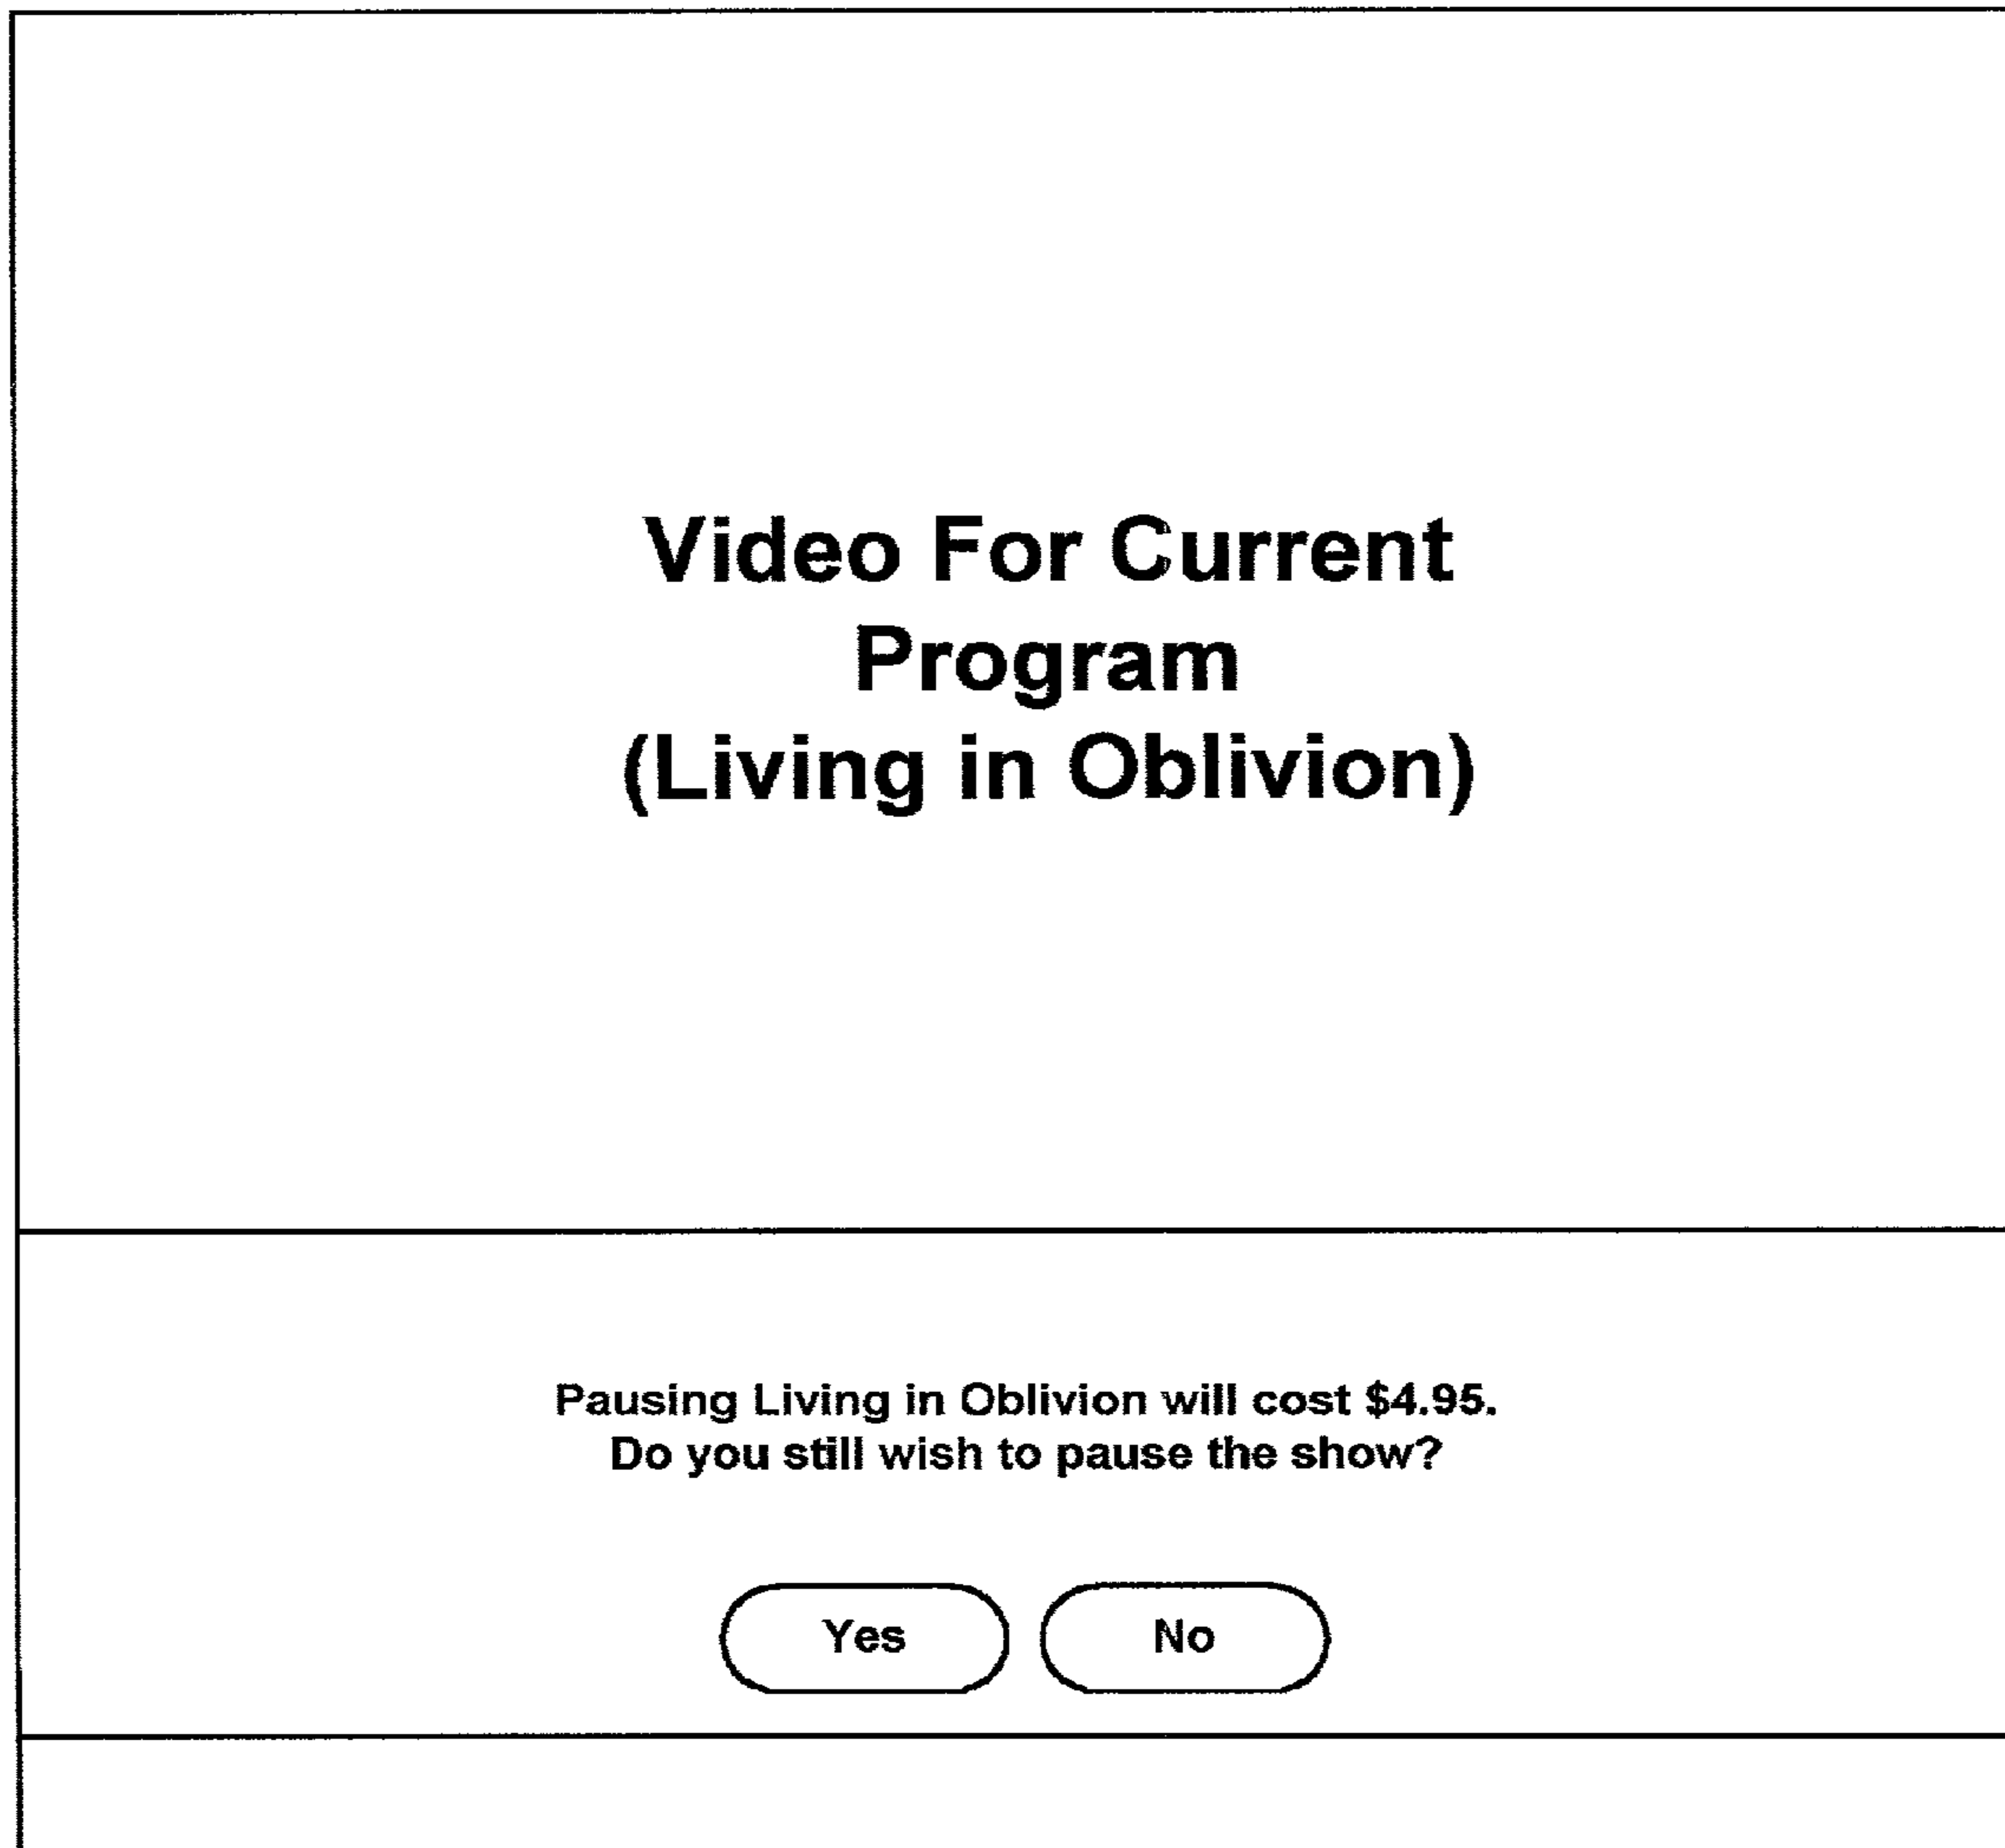 Video For Current
Program
(Living in Oblivion)
Pausing Living in Oblivion will cost $4.95.
Do you still wish to pause the show?
Yes No